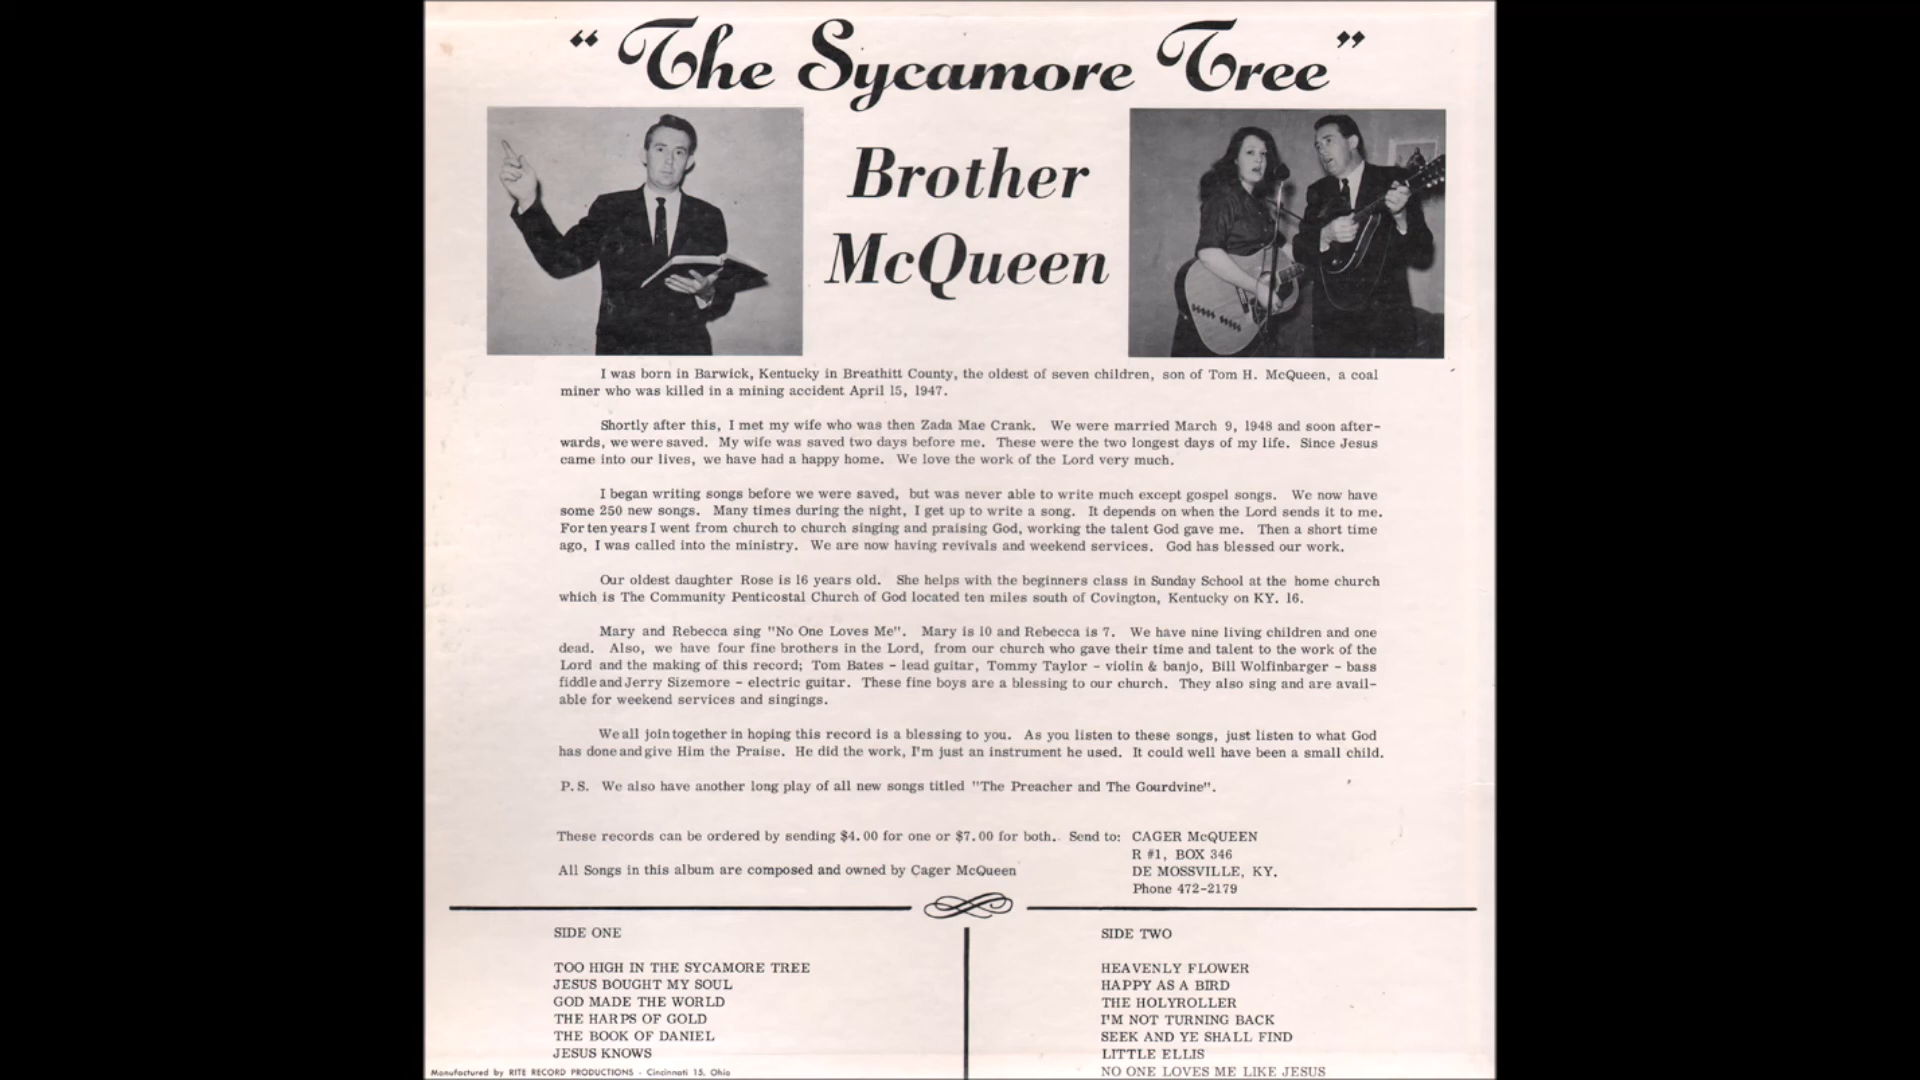 “The Sycamore Tree”
Brother
McQueen
I was born in Barwick, Kentucky in Breathitt County, the oldest of seven children, son of Tom H. McQueen, a coal
miner who was killed in a mining accident April 15, 1947.
Shortly after this, I met my wife who was then Zada Mae Crank. We were married March 9, 1948 and soon after-
wards, we were saved. My wife was saved two days before me. These were the two longest days of my life. Since Jesus
came into our lives, we have had a happy home. We love the work of the Lord very much.
I began writing songs before we were saved, but was never able to write much except gospel songs. We now have
some 250 new songs. Many times during the night, I get up to write a song. It depends on when the Lord sends it to me.
For ten years I went from church to church singing and praising God, working the talent God gave me. Then a short time
ago, I was called into the ministry. We are now having revivals and weekend services. God has blessed our work.
Our oldest daughter Rose is 16 years old. She helps with the beginners class in Sunday School at the home church
which is The Community Penticostal Church of God located ten miles south of Covington, Kentucky on KY. 16.
Mary and Rebecca sing "No One Loves Me". Mary is 10 and Rebecca is 7. We have nine living children and one
dead. Also, we have four fine brothers in the Lord, from our church who gave their time and talent to the work of the
Lord and the making of this record; Tom Bates - lead guitar, Tommy Taylor - violin & banjo, Bill Wolfinbarger - bass
fiddle and Jerry Sizemore - electric guitar. These fine boys are a blessing to our church. They also sing and are avail-
able for weekend services and singings.
We all join together in hoping this record is a blessing to you. As you listen to these songs, just listen to what God
has done and give Him the Praise. He did the work, I'm just an instrument he used. It could well have been a small child.
P.S. We also have another long play of all new songs titled "The Preacher and The Gourdvine".
These records can be ordered by sending $4.00 for one or $7.00 for both. Send to: CAGER McQUEEN
R #1, BOX 346
All Songs in this album are composed and owned by Cager McQueen
DE MOSSVILLE, KY.
Phone 472-2179
SIDE ONE
TOO HIGH IN THE SYCAMORE TREE
JESUS BOUGHT MY SOUL
GOD MADE THE WORLD
THE HARPS OF GOLD
THE BOOK OF DANIEL
JESUS KNOWS
SIDE TWO
HEAVENLY FLOWER
HAPPY AS A BIRD
THE HOLYROLLER
I'M NOT TURNING BACK
SEEK AND YE SHALL FIND
LITTLE ELLIS
NO ONE LOVES ME LIKE JESUS
Manufactured by RITE RECORD PRODUCTIONS - Cincinnati 15, Ohio